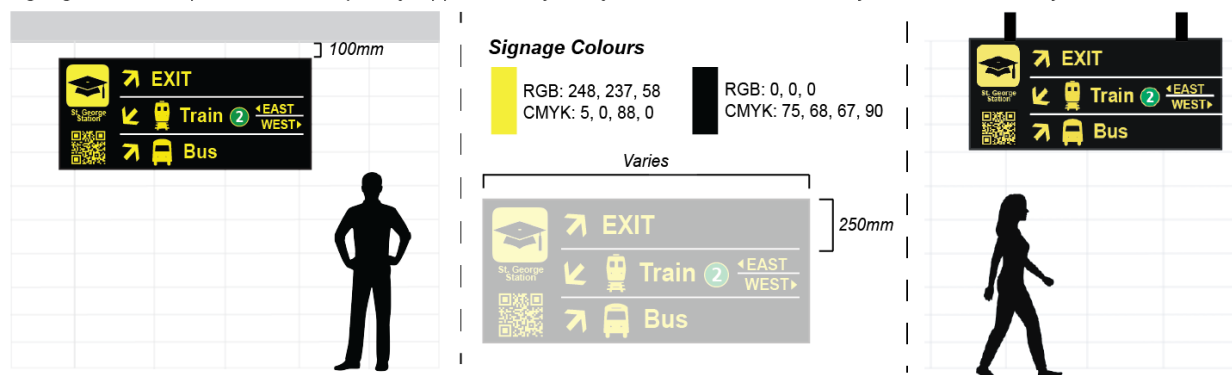 100mm
EXIT
St. George
Station
Train 2 EAST
WEST
Bus
Signage Colours
RGB: 248, 237, 58
CMYK: 5, 0, 88, 0
RGB: 0, 0, 0
CMYK: 75, 68, 67, 90
Varies
250mm
EXIT
St. George
Station
Train 2 EAST
WEST
Bus
EXIT
St. George
Station
Train 2 EAST
WEST
Bus